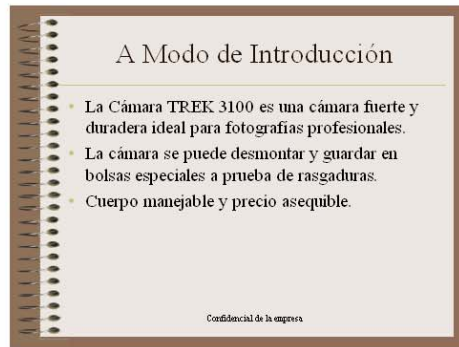 A Modo de Introducción
La Cámara TREK 3100 es una cámara fuerte y
duradera ideal para fotografías profesionales.
La cámara se puede desmontar y guardar en
bolsas especiales a prueba de rasgaduras.
Cuerpo manejable y precio asequible.
Confidencial de la empresa